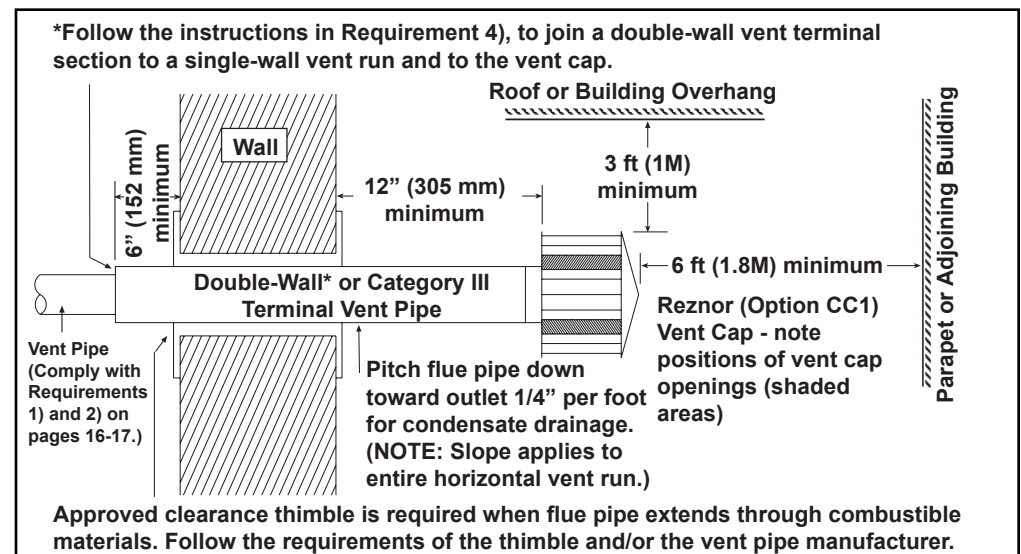 *Follow the instructions in Requirement 4), to join a double-wall vent terminal
section to a single-wall vent run and to the vent cap.
Roof or Building Overhang
Wall
6” (152 mm)
minimum
12” (305 mm)
minimum
3 ft (1M)
minimum
Parapet or Adjoining Building
6 ft (1.8M) minimum
Double-Wall* or Category III
Terminal Vent Pipe
Reznor (Option CC1)
Vent Cap - note
positions of vent cap
openings (shaded
areas)
Vent Pipe
(Comply with
Requirements
1) and 2) on
pages 16-17.)
Pitch flue pipe down
toward outlet 1/4” per foot
for condensate drainage.
(NOTE: Slope applies to
entire horizontal vent run.)
Approved clearance thimble is required when flue pipe extends through combustible
materials. Follow the requirements of the thimble and/or the vent pipe manufacturer.